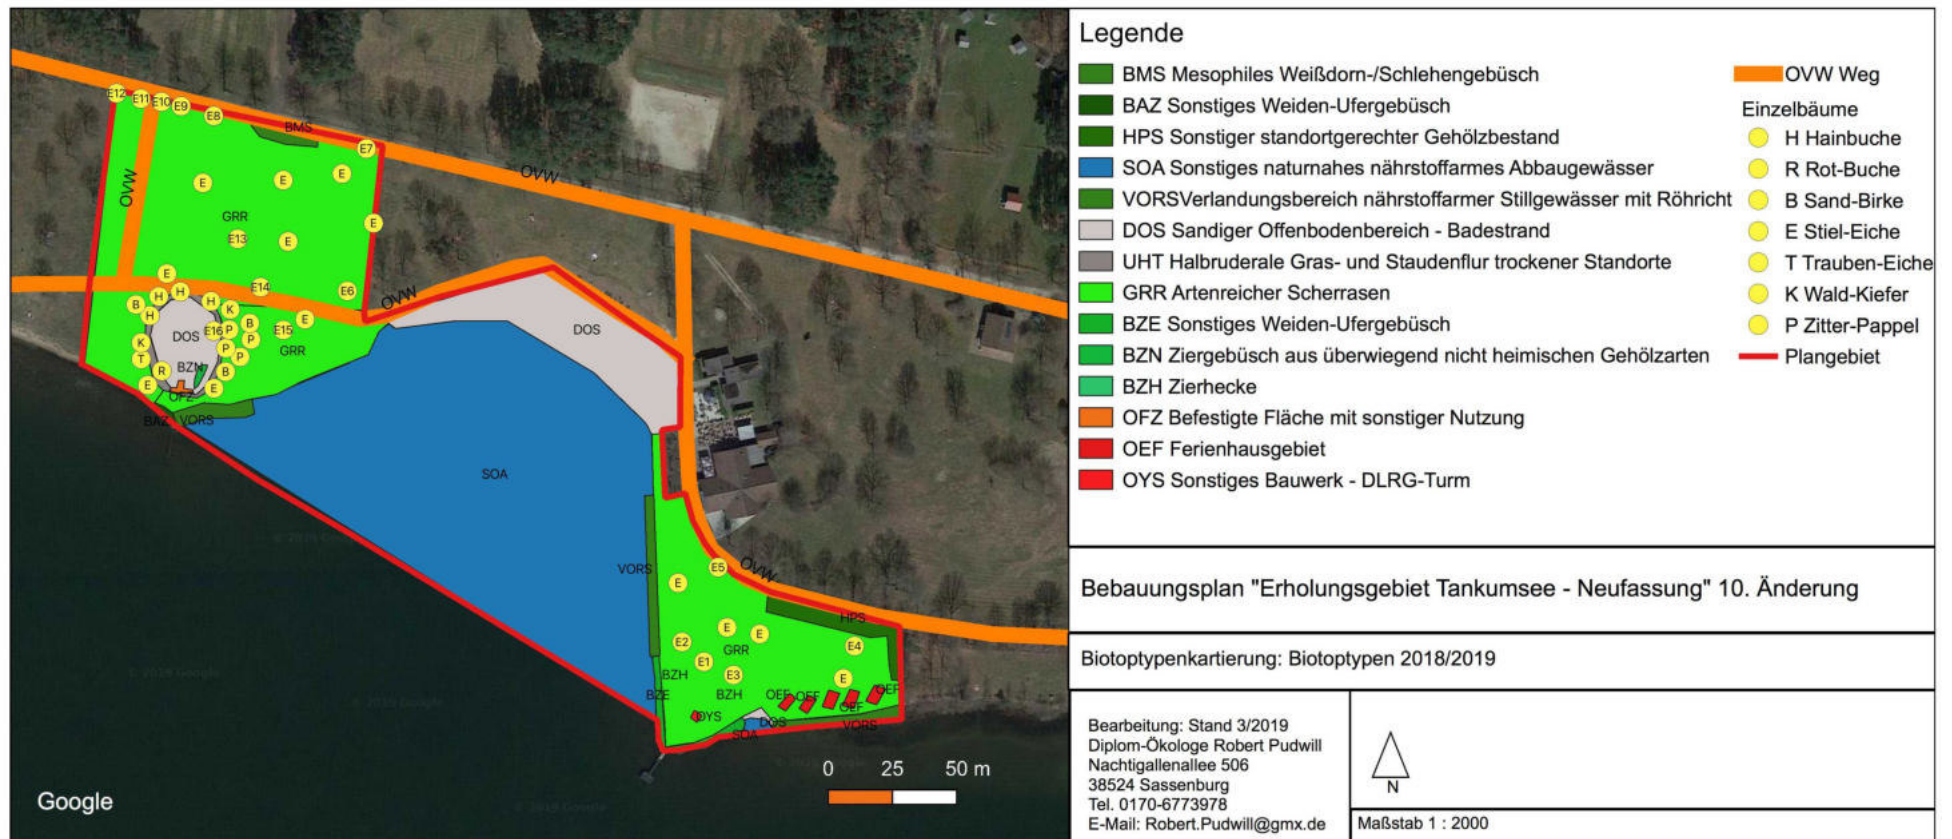 E12
E11
E10
E9
E8
BMS
E7
OVW
E
E
E
OVW
GRR
E
E13
E
E
E14
E6
OVW
B
H
H
H
K
H
DOS
E16
P
B
E15
E
DOS
GRR
K
P
P
T
P
BZN
R
B
E
E
OFZ
BAZ
VORS
SOA
VORS
E5
OVW
E
HPS
E
E
E2
GRR
E4
E1
BZH
E3
E
BZE
BZH
OEF
OEF
OEF
OEF
OYS
DOS
VORS
SOA
0 25 50 m
Google
Legende
BMS Mesophiles Weißdorn-/Schlehengebüsch
BAZ Sonstiges Weiden-Ufergebüsch
HPS Sonstiger standortgerechter Gehölzbestand
SOA Sonstiges naturnahes nährstoffarmes Abbaugewässer
VORSVerlandungsbereich nährstoffarmer Stillgewässer mit Röhricht
DOS Sandiger Offenbodenbereich - Badestrand
UHT Halbruderale Gras- und Staudenflur trockener Standorte
GRR Artenreicher Scherrasen
BZE Sonstiges Weiden-Ufergebüsch
BZN Ziergebüsch aus überwiegend nicht heimischen Gehölzarten
BZH Zierhecke
OFZ Befestigte Fläche mit sonstiger Nutzung
OEF Ferienhausgebiet
OYS Sonstiges Bauwerk - DLRG-Turm
OVW Weg
Einzelbäume
H Hainbuche
R Rot-Buche
B Sand-Birke
E Stiel-Eiche
T Trauben-Eiche
K Wald-Kiefer
P Zitter-Pappel
Plangebiet
Bebauungsplan "Erholungsgebiet Tankumsee - Neufassung" 10. Änderung
Biotoptypenkartierung: Biotoptypen 2018/2019
Bearbeitung: Stand 3/2019
Diplom-Ökologe Robert Pudwill
Nachtigallenallee 506
38524 Sassenburg
Tel. 0170-6773978
E-Mail: Robert.Pudwill@gmx.de
N
Maßstab 1 : 2000